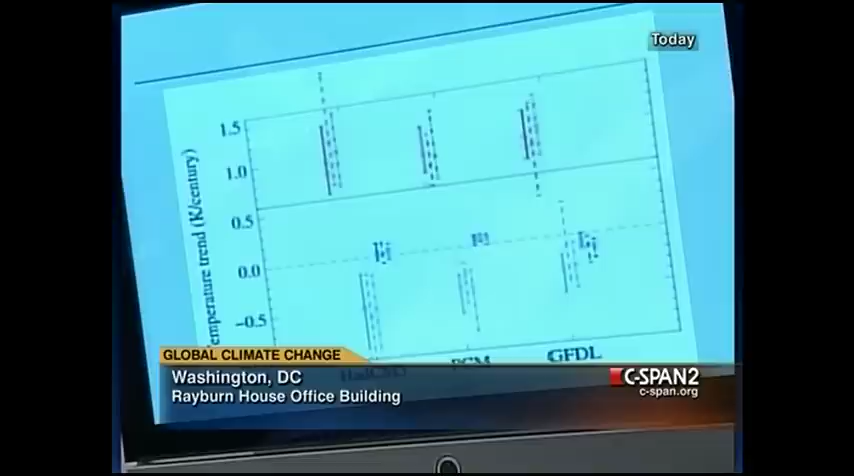 Today
1.5
1.0
0.5
0.0
-0.5
temperature trend (K/century)
GFDL
GLOBAL CLIMATE CHANGE
Washington, DC
Rayburn House Office Building
C-SPAN2
c-span.org